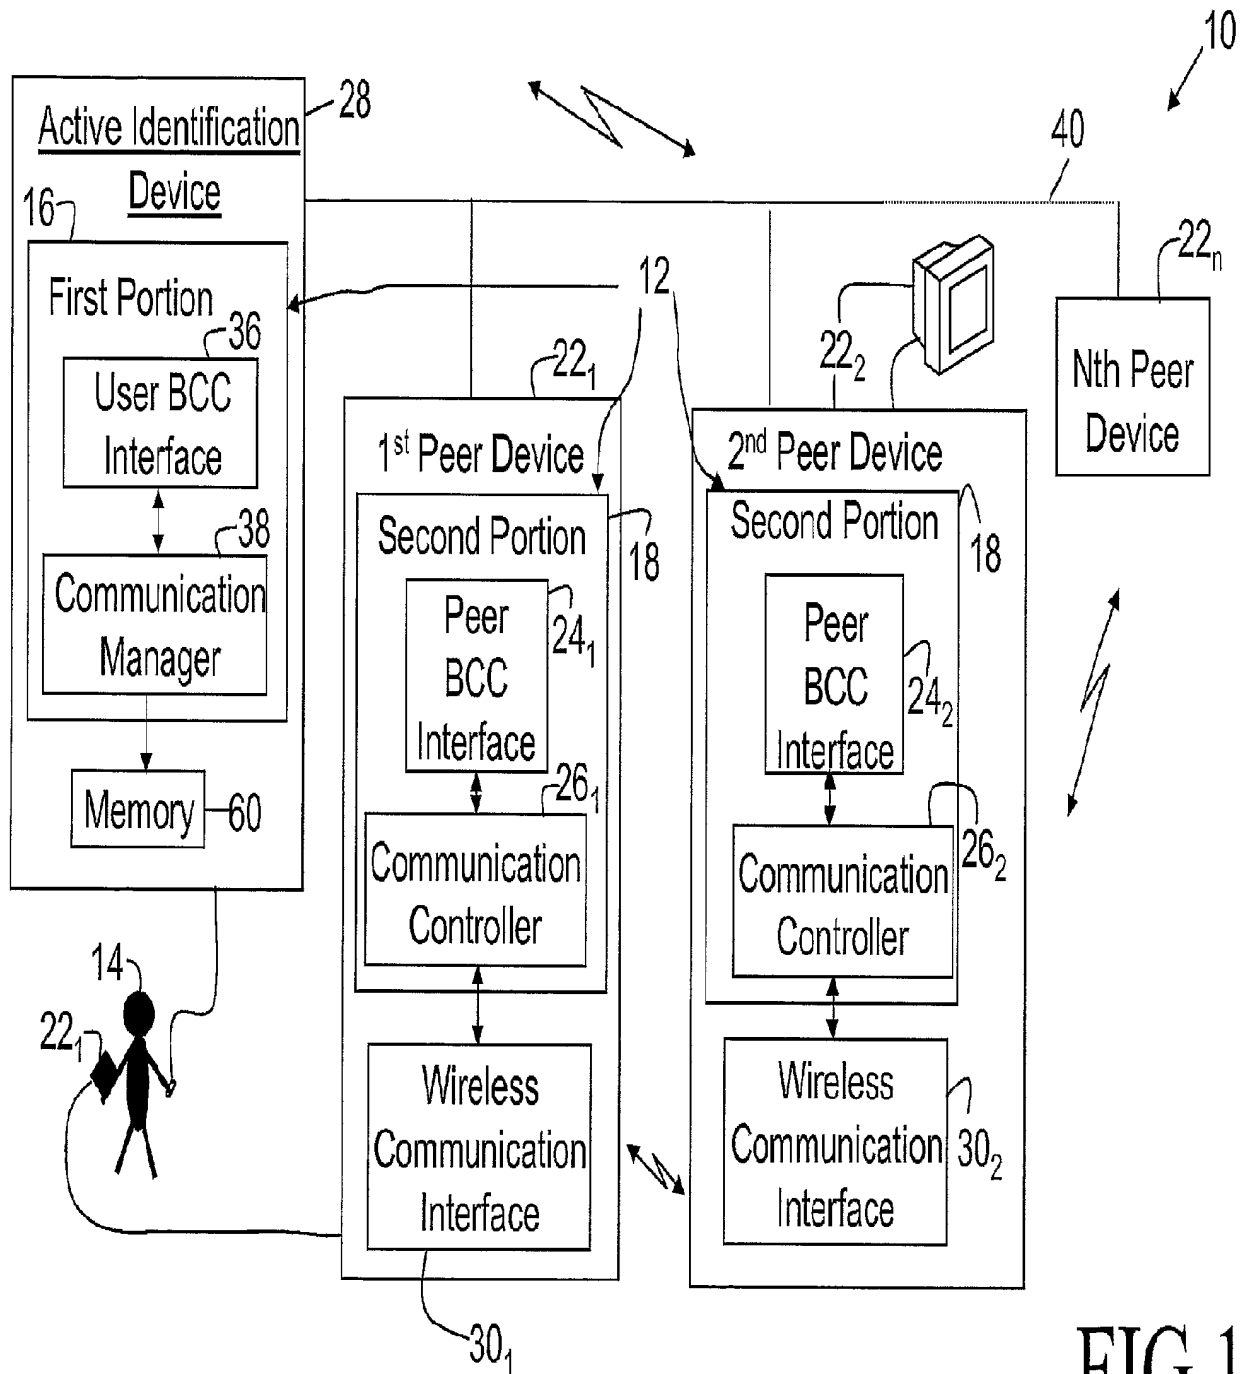 10
28
Active Identification
Device
40
16
22n
12
First Portion
36
22₂
22₁
Nth Peer
Device
User BCC
Interface
1st Peer Device
2nd Peer Device
Second Portion
18
Second Portion
18
38
Communication
Manager
Peer
BCC
Interface
24₁
Peer
BCC
Interface
24₂
Memory
60
26₁
Communication
Controller
26₂
Communication
Controller
14
22₁
Wireless
Communication
Interface
Wireless
Communication
Interface
30₂
30₁
FIG.1